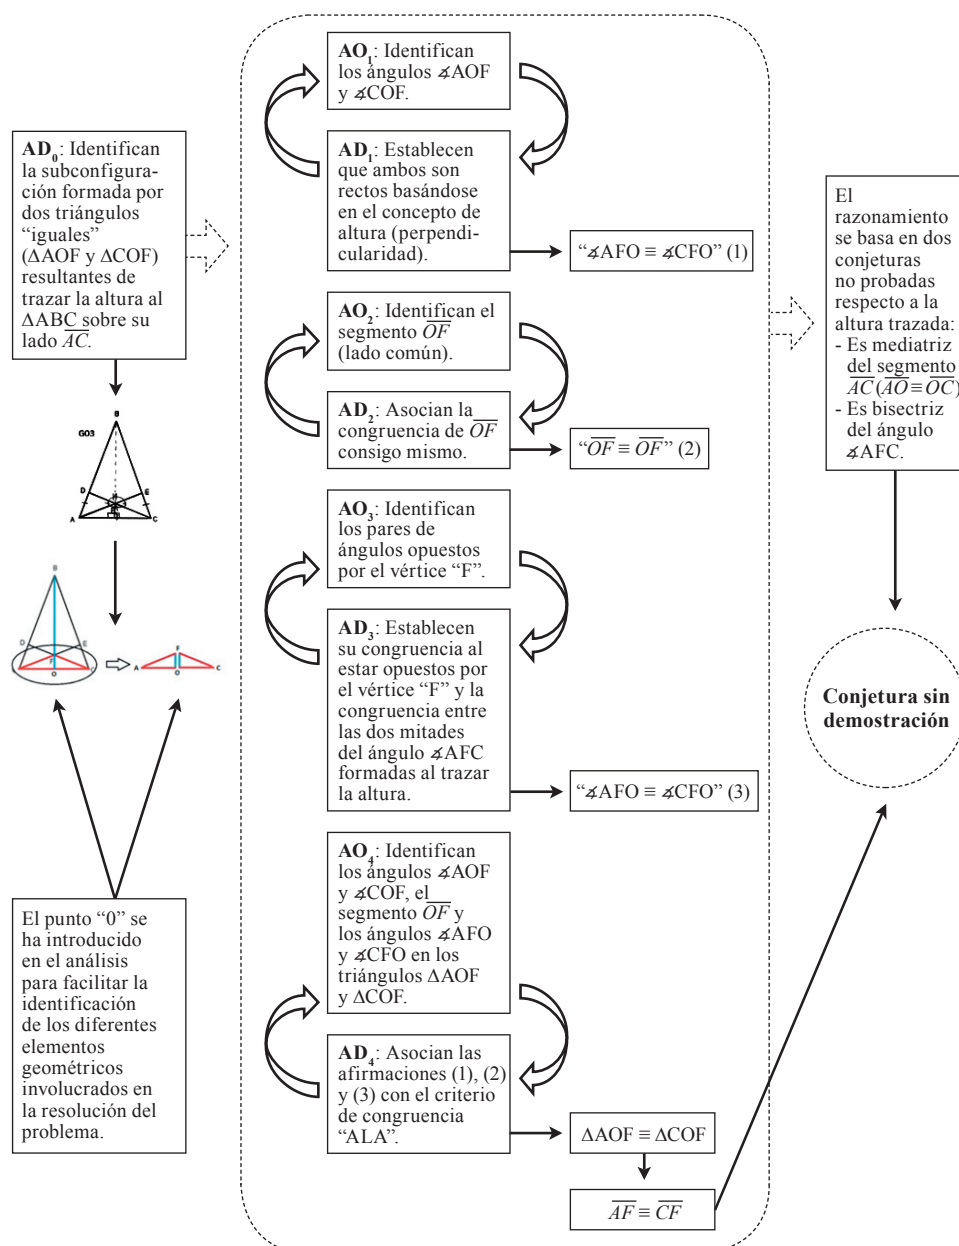 AD0: Identifican
la subconfigura-
ción formada por
dos triángulos
“iguales”
(ΔAOF y ΔCOF)
resultantes de
trazar la altura al
ΔABC sobre su
lado AC.
GO3
B
D
E
A
C
B
D
E
F
O
C
F
A
O
C
El punto “0” se
ha introducido
en el análisis
para facilitar la
identificación
de los diferentes
elementos
geométricos
involucrados en
la resolución del
problema.
AO1: Identifican
los ángulos ∡AOF
y ∡COF.
AD1: Establecen
que ambos son
rectos basándose
en el concepto de
altura (perpendi-
cularidad).
“∡AFO ≡ ∡CFO” (1)
AO2: Identifican el
segmento OF
(lado común).
AD2: Asocian la
congruencia de OF
consigo mismo.
“OF ≡ OF” (2)
AO3: Identifican
los pares de
ángulos opuestos
por el vértice “F”.
AD3: Establecen
su congruencia al
estar opuestos por
el vértice “F” y la
congruencia entre
las dos mitades
del ángulo ∡AFC
formadas al trazar
la altura.
“∡AFO ≡ ∡CFO” (3)
AO4: Identifican
los ángulos ∡AOF
y ∡COF, el
segmento OF y
los ángulos ∡AFO
y ∡CFO en los
triángulos ΔAOF
y ΔCOF.
AD4: Asocian las
afirmaciones (1), (2)
y (3) con el criterio
de congruencia
“ALA”.
ΔAOF ≡ ΔCOF
AF ≡ CF
El
razonamiento
se basa en dos
conjeturas
no probadas
respecto a la
altura trazada:
- Es mediatriz
del segmento
AC (AO ≡ OC)
- Es bisectriz
del ángulo
∡AFC.
Conjetura sin
demostración